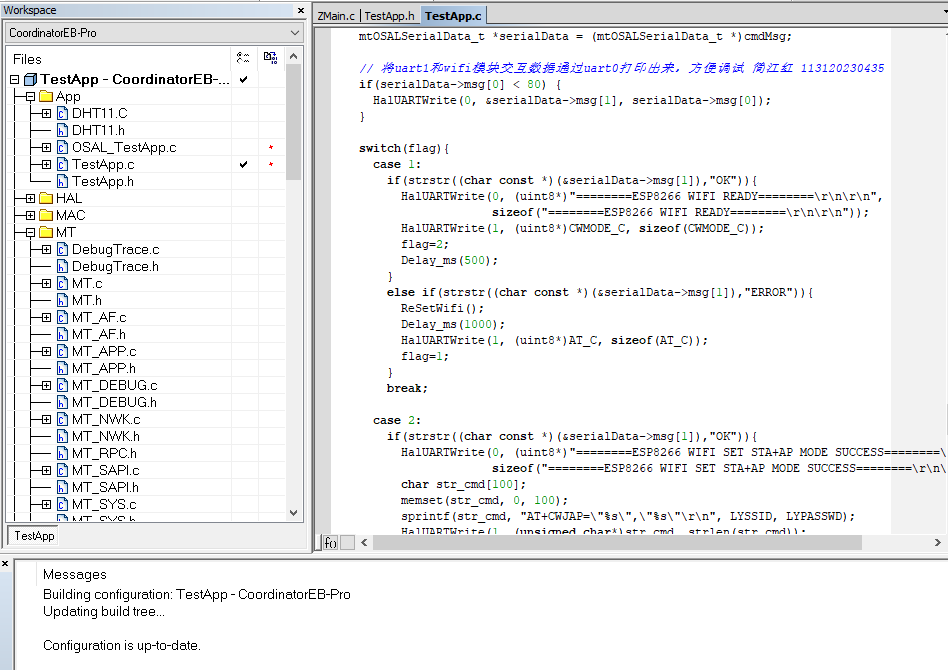 Workspace
CoordinatorEB-Pro
Files
TestApp - CoordinatorEB-...
App
DHT11.C
DHT11.h
OSAL_TestApp.c
TestApp.c
TestApp.h
HAL
MAC
MT
DebugTrace.c
DebugTrace.h
MT.c
MT.h
MT_AF.c
MT_AF.h
MT_APP.c
MT_APP.h
MT_DEBUG.c
MT_DEBUG.h
MT_NWK.c
MT_NWK.h
MT_RPC.h
MT_SAPI.c
MT_SAPI.h
MT_SYS.c
MT_SYS.h
TestApp
ZMain.c | TestApp.h TestApp.c
mtOSALSerialData_t *serialData = (mtOSALSerialData_t *)cmdMsg;
// 将uart1和wifi模块交互数据通过uart0打印出来，方便调试 简江红 113120230435
if(serialData->msg[0] < 80) {
HalUARTWrite(0, &serialData->msg[1], serialData->msg[0]);
}
switch(flag){
case 1:
if(strstr((char const *)(&serialData->msg[1]),"OK")){
HalUARTWrite(0, (uint8*)"========ESP8266 WIFI READY========\r\n\r\n",
sizeof("========ESP8266 WIFI READY========\r\n\r\n"));
HalUARTWrite(1, (uint8*)CWMODE_C, sizeof(CWMODE_C));
flag=2;
Delay_ms(500);
}
else if(strstr((char const *)(&serialData->msg[1]),"ERROR")){
ReSetWifi();
Delay_ms(1000);
HalUARTWrite(1, (uint8*)AT_C, sizeof(AT_C));
flag=1;
}
break;
case 2:
if(strstr((char const *)(&serialData->msg[1]),"OK")){
HalUARTWrite(0, (uint8*)"========ESP8266 WIFI SET STA+AP MODE SUCCESS========\
sizeof("========ESP8266 WIFI SET STA+AP MODE SUCCESS========\r\n\
char str_cmd[100];
memset(str_cmd, 0, 100);
sprintf(str_cmd, "AT+CWJAP=\"%s\",\"%s\"\r\n", LYSSID, LYPASSWD);
HalUARTWrite(1, (unsigned char*)str_cmd, strlen(str_cmd));
f()
Messages
Building configuration: TestApp - CoordinatorEB-Pro
Updating build tree...
Configuration is up-to-date.